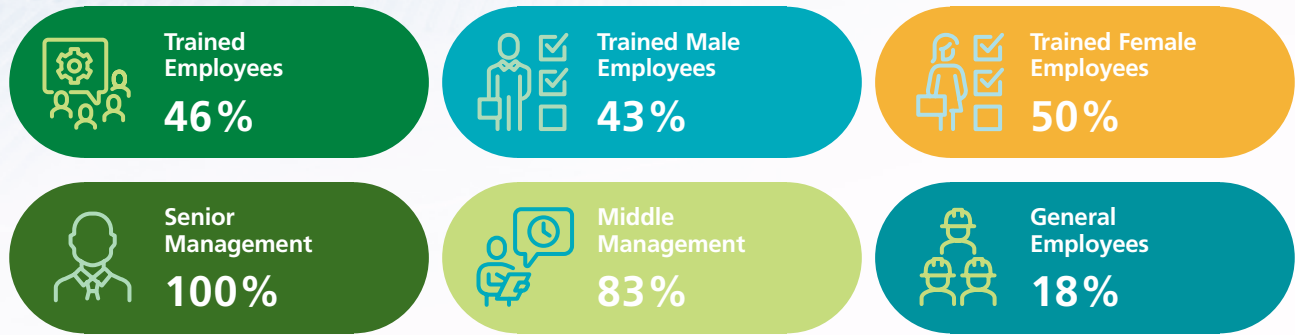 Trained
Employees
46%
Trained Male
Employees
43%
Trained Female
Employees
50%
Senior
Management
100%
Middle
Management
83%
General
Employees
18%